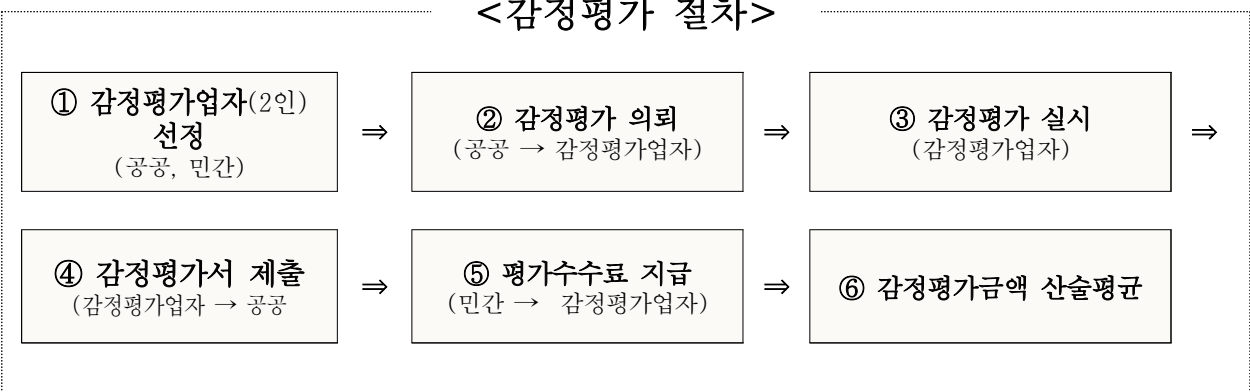 <감정평가 절차>
① 감정평가업자(2인)
선정
(공공, 민간)
⇒
② 감정평가 의뢰
(공공 → 감정평가업자)
⇒
③ 감정평가 실시
(감정평가업자)
⇒
④ 감정평가서 제출
(감정평가업자 → 공공
⇒
⑤ 평가수수료 지급
(민간 → 감정평가업자)
⇒
⑥ 감정평가금액 산술평균